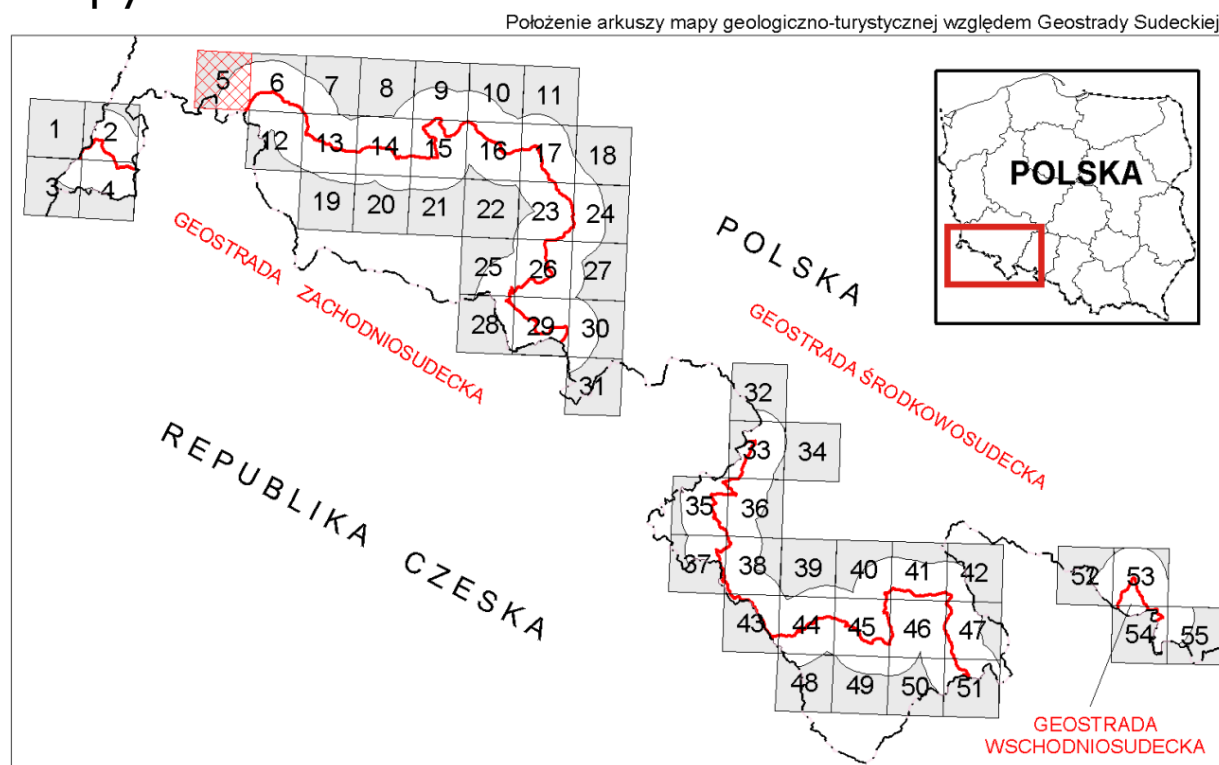 Położenie arkuszy mapy geologiczno-turystycznej względem Geostrady Sudeckiej
5 6 7 8 9 10 11
1 2 12 13 14 15 16 17 18
3 4 19 20 21 22 23 24
25 26 27
28 29 30
31
GEOSTRADA ZACHODNIOSUDECKA
POLSKA
POLSKA
GEOSTRADA ŚRODKOWOSUDECKA
REPUBLIKA CZESKA
32
33 34
35 36
37 38 39 40 41 42
43 44 45 46 47
48 49 50 51
52 53
54 55
GEOSTRADA
WSCHODNIOSUDECKA